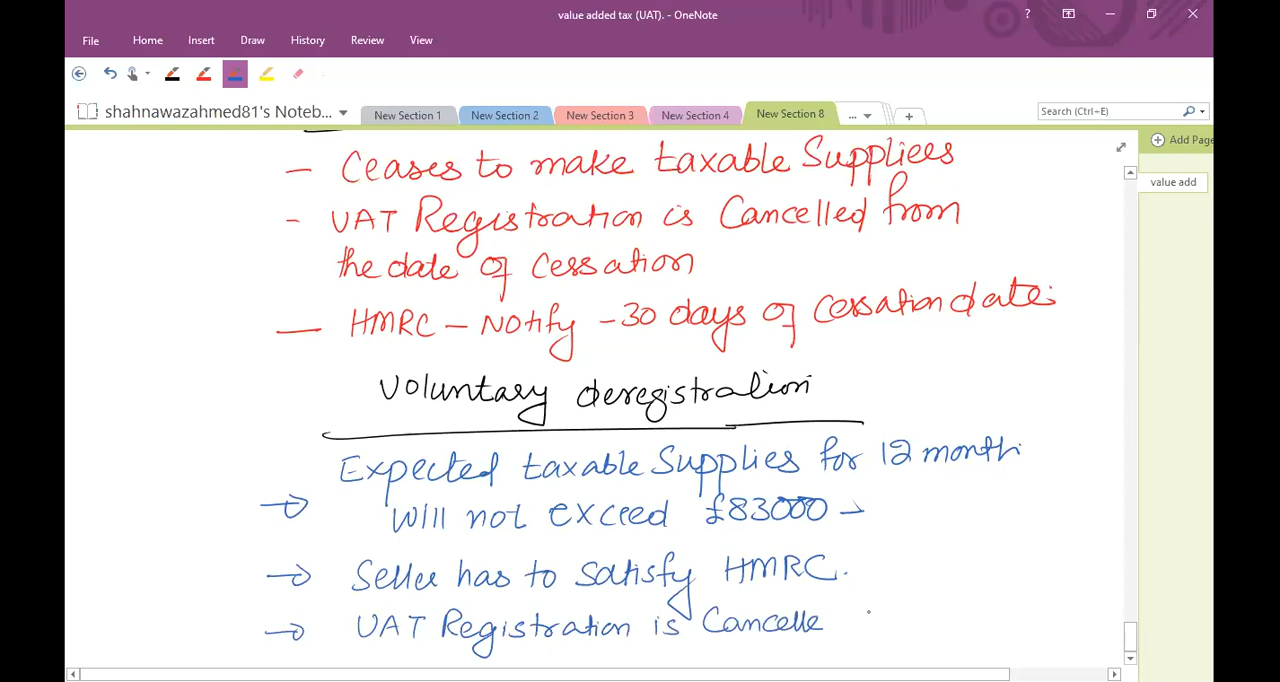 value added tax (UAT). - OneNote
?
File Home Insert Draw History Review View
shahnawazahmed81's Noteb... New Section 1 New Section 2 New Section 3 New Section 4 New Section 8 ... + Search (Ctrl+E)
+ Add Page
value add
— Ceases to make taxable Suppliees
- UAT Registration is Cancelled from
the date of Cessation
— HMRC — Notify - 30 days of Cessation date
Voluntary deregistration
Expected taxable Supplies for 12 month
→ Will not exceed £83000 →
→ Seller has to satisfy HMRC.
→ UAT Registration is Cancelle